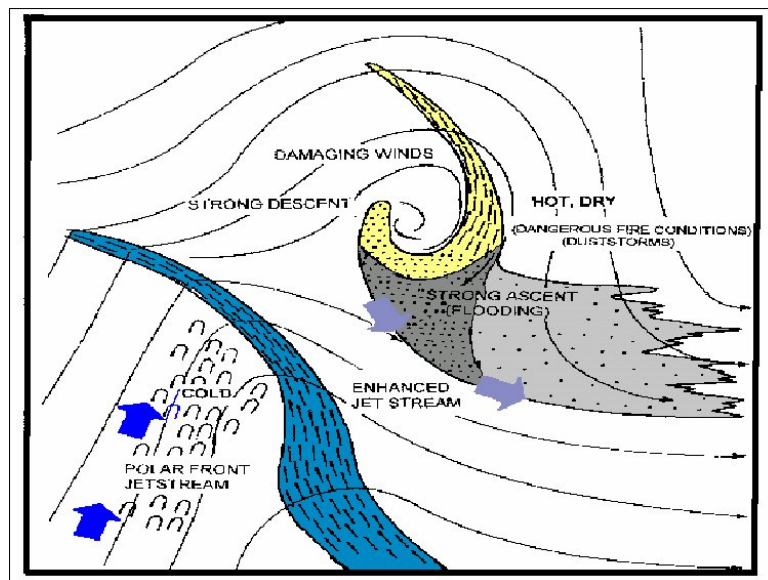 DAMAGING WINDS
STRONG DESCENT
HOT, DRY
(DANGEROUS FIRE CONDITIONS)
(DUSTSTORMS)
STRONG ASCENT
(FLOODING)
ENHANCED
JET STREAM
COLD
POLAR FRONT
JETSTREAM